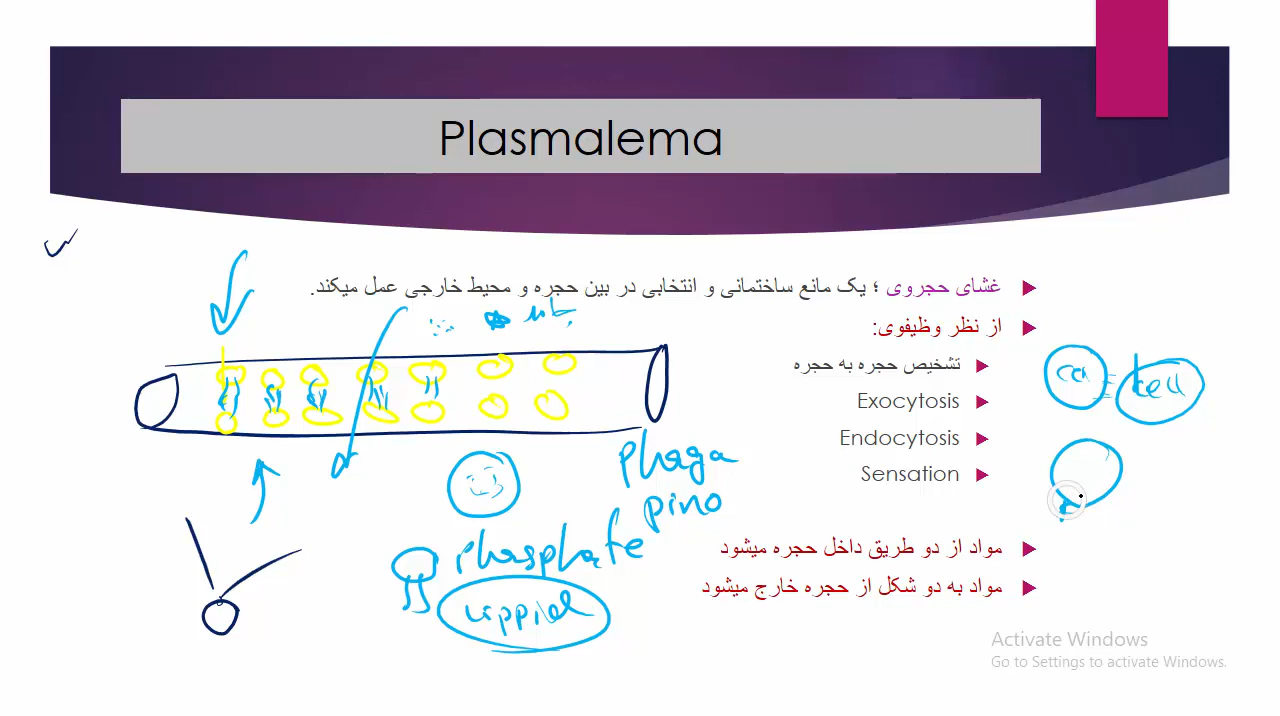 Plasmalema
غشای حجروی ؛ یک مانع ساختمانی و انتخابی در بین حجره و محیط خارجی عمل میکند.
از نظر وظیفوی:
تشخیص حجره به حجره
Exocytosis
Endocytosis
Sensation
مواد از دو طریق داخل حجره میشود
مواد به دو شکل از حجره خارج میشود
cell
phaga
pino
phasphate
Activate Windows
Go to Settings to activate Windows.